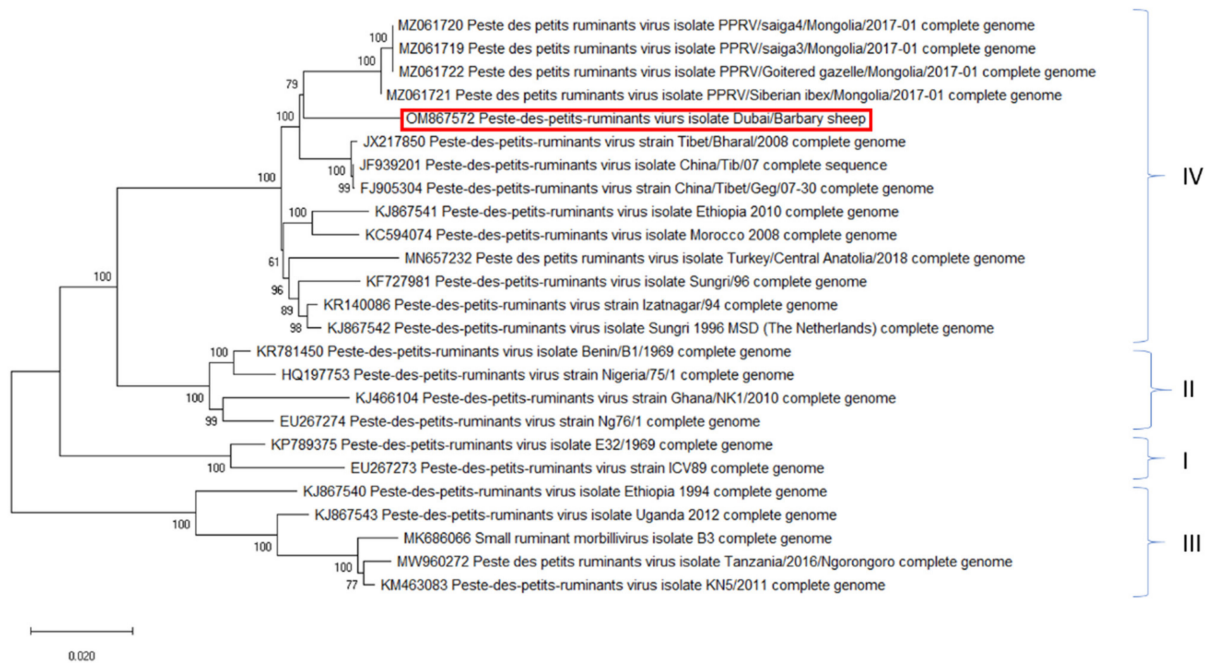 MZ061720 Peste des petits ruminants virus isolate PPRV/saiga4/Mongolia/2017-01 complete genome
100
MZ061719 Peste des petits ruminants virus isolate PPRV/saiga3/Mongolia/2017-01 complete genome
MZ061722 Peste des petits ruminants virus isolate PPRV/Goitered gazelle/Mongolia/2017-01 complete genome
79
MZ061721 Peste des petits ruminants virus isolate PPRV/Siberian ibex/Mongolia/2017-01 complete genome
100
OM867572 Peste-des-petits-ruminants viurs isolate Dubai/Barbary sheep
JX217850 Peste-des-petits-ruminants virus strain Tibet/Bharal/2008 complete genome
100
JF939201 Peste-des-petits-ruminants virus isolate China/Tib/07 complete sequence
100
99
FJ905304 Peste-des-petits-ruminants virus strain China/Tibet/Geg/07-30 complete genome
IV
100
KJ867541 Peste-des-petits-ruminants virus isolate Ethiopia 2010 complete genome
KC594074 Peste-des-petits-ruminants virus isolate Morocco 2008 complete genome
61
MN657232 Peste des petits ruminants virus isolate Turkey/Central Anatolia/2018 complete genome
100
96
KF727981 Peste-des-petits-ruminants virus isolate Sungri/96 complete genome
89
KR140086 Peste-des-petits-ruminants virus strain Izatnagar/94 complete genome
98
KJ867542 Peste-des-petits-ruminants virus isolate Sungri 1996 MSD (The Netherlands) complete genome
100
KR781450 Peste-des-petits-ruminants virus isolate Benin/B1/1969 complete genome
100
HQ197753 Peste-des-petits-ruminants virus strain Nigeria/75/1 complete genome
II
KJ466104 Peste-des-petits-ruminants virus strain Ghana/NK1/2010 complete genome
99
EU267274 Peste-des-petits-ruminants virus strain Ng76/1 complete genome
KP789375 Peste-des-petits-ruminants virus isolate E32/1969 complete genome
I
100
EU267273 Peste-des-petits-ruminants virus strain ICV89 complete genome
KJ867540 Peste-des-petits-ruminants virus isolate Ethiopia 1994 complete genome
100
KJ867543 Peste-des-petits-ruminants virus isolate Uganda 2012 complete genome
100
MK686066 Small ruminant morbillivirus isolate B3 complete genome
III
100
MW960272 Peste des petits ruminants virus isolate Tanzania/2016/Ngorongoro complete genome
77
KM463083 Peste-des-petits-ruminants virus isolate KN5/2011 complete genome
0.020